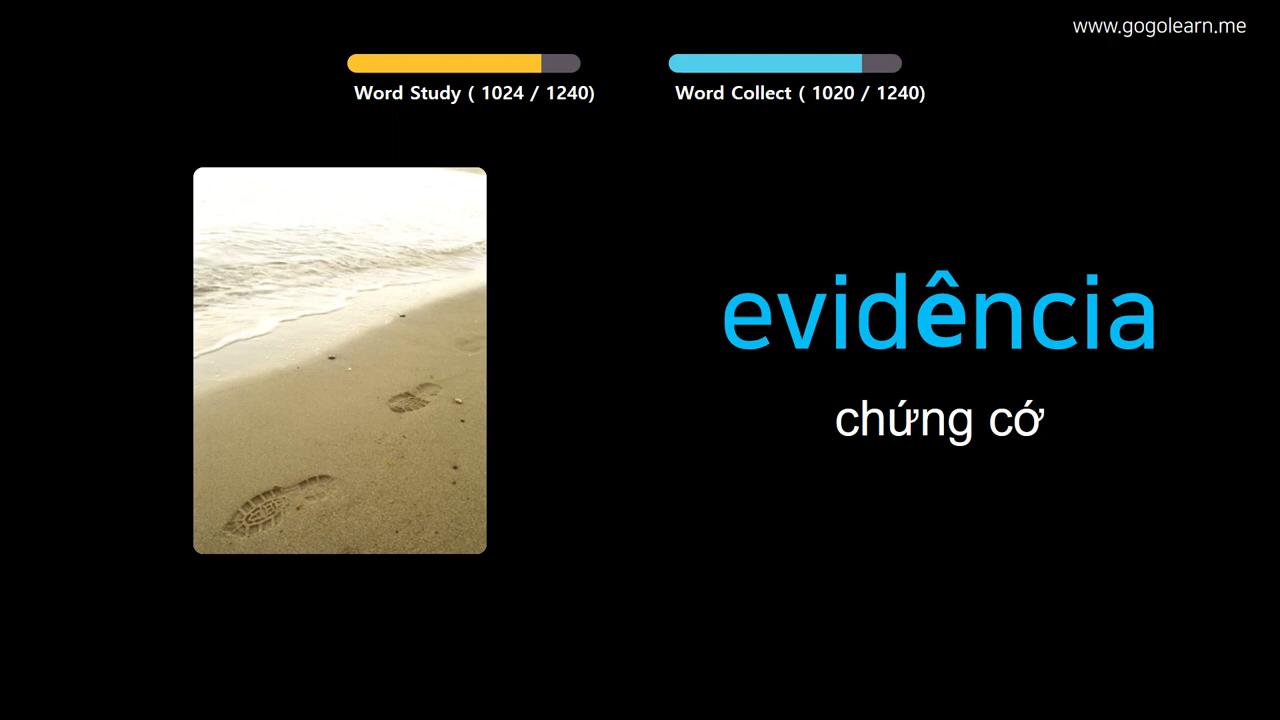 www.gogolearn.me
Word Study ( 1024 / 1240)
Word Collect ( 1020 / 1240)
evidência
chứng cớ